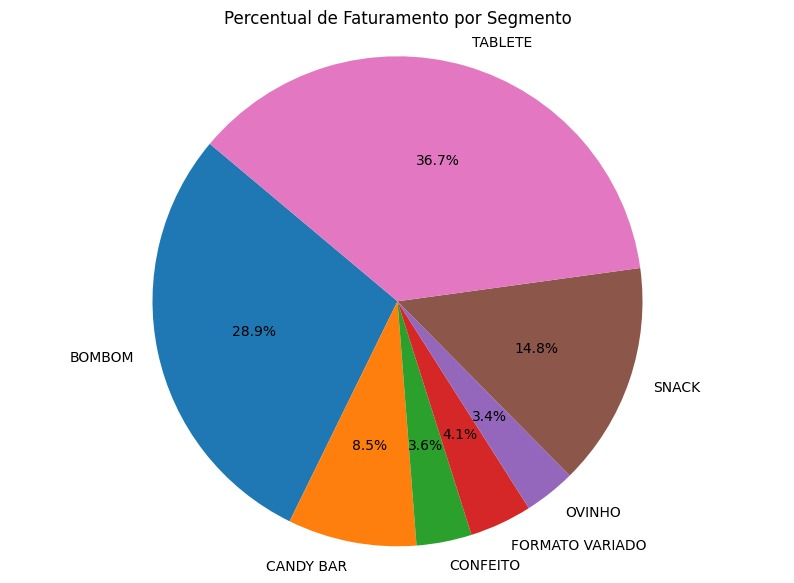 Percentual de Faturamento por Segmento
TABLETE
36.7%
28.9%
BOMBOM
14.8%
SNACK
8.5%
3.6%
4.1%
3.4%
CANDY BAR
CONFEITO
FORMATO VARIADO
OVINHO